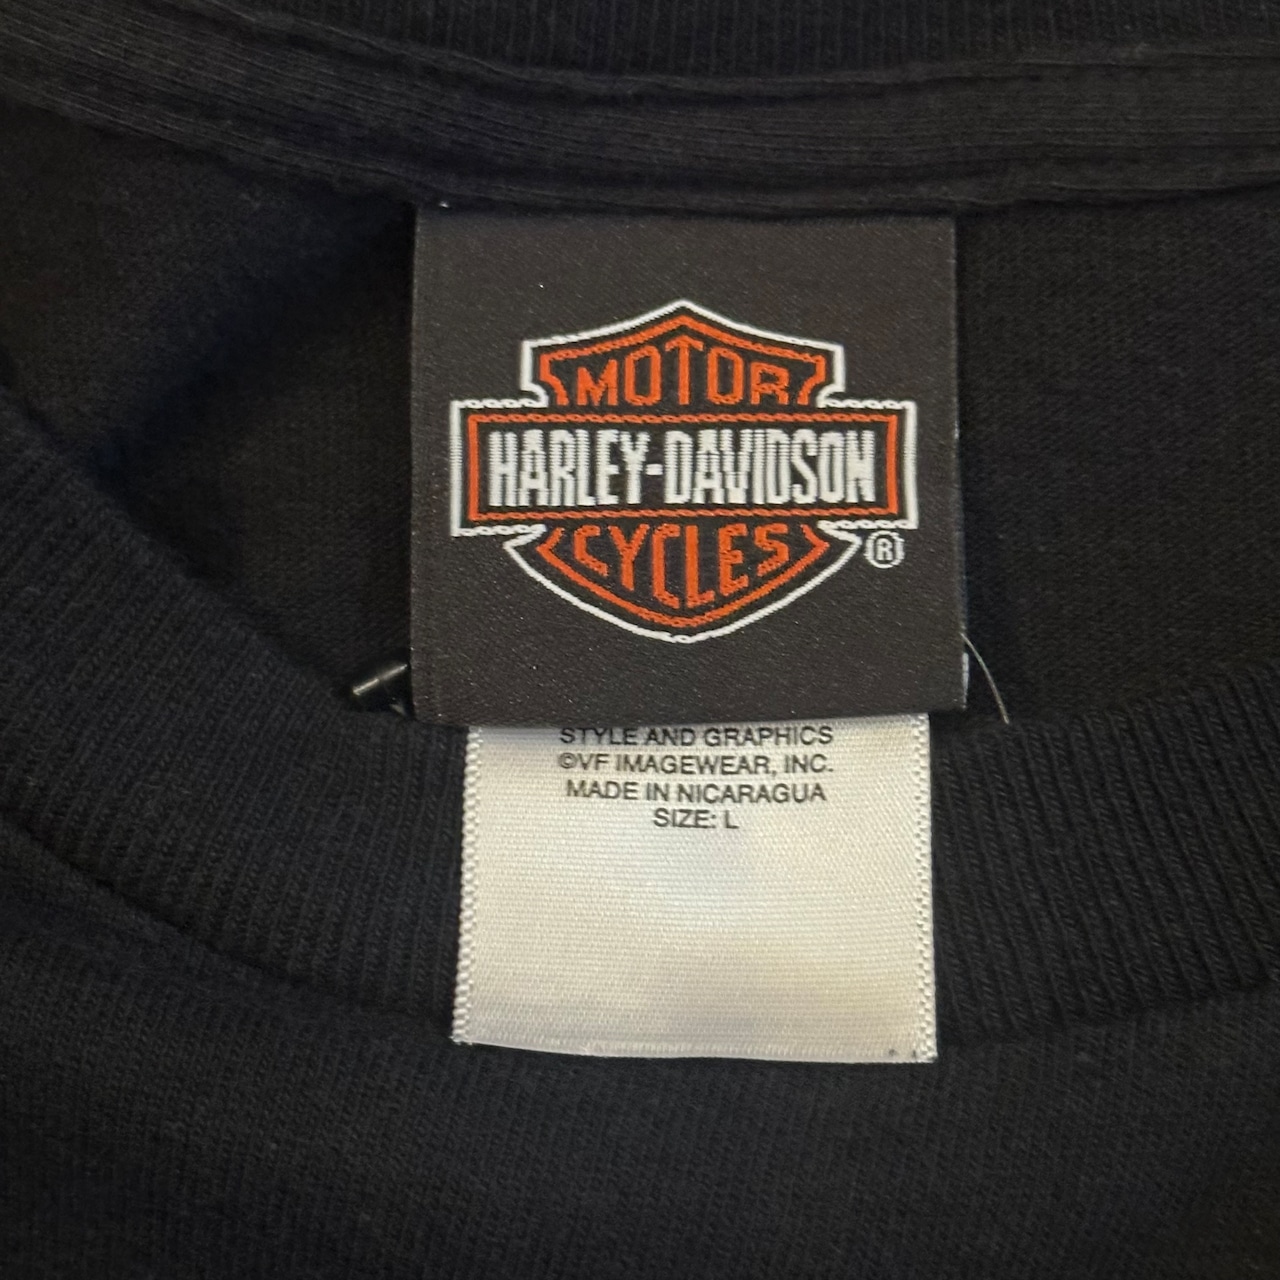 MOTOR
HARLEY-DAVIDSON
CYCLES
®
STYLE AND GRAPHICS
©VF IMAGEWEAR, INC.
MADE IN NICARAGUA
SIZE: L